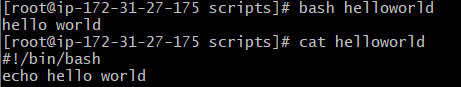 [root@ip-172-31-27-175 scripts]# bash helloworld
hello world
[root@ip-172-31-27-175 scripts]# cat helloworld
#!/bin/bash
echo hello world